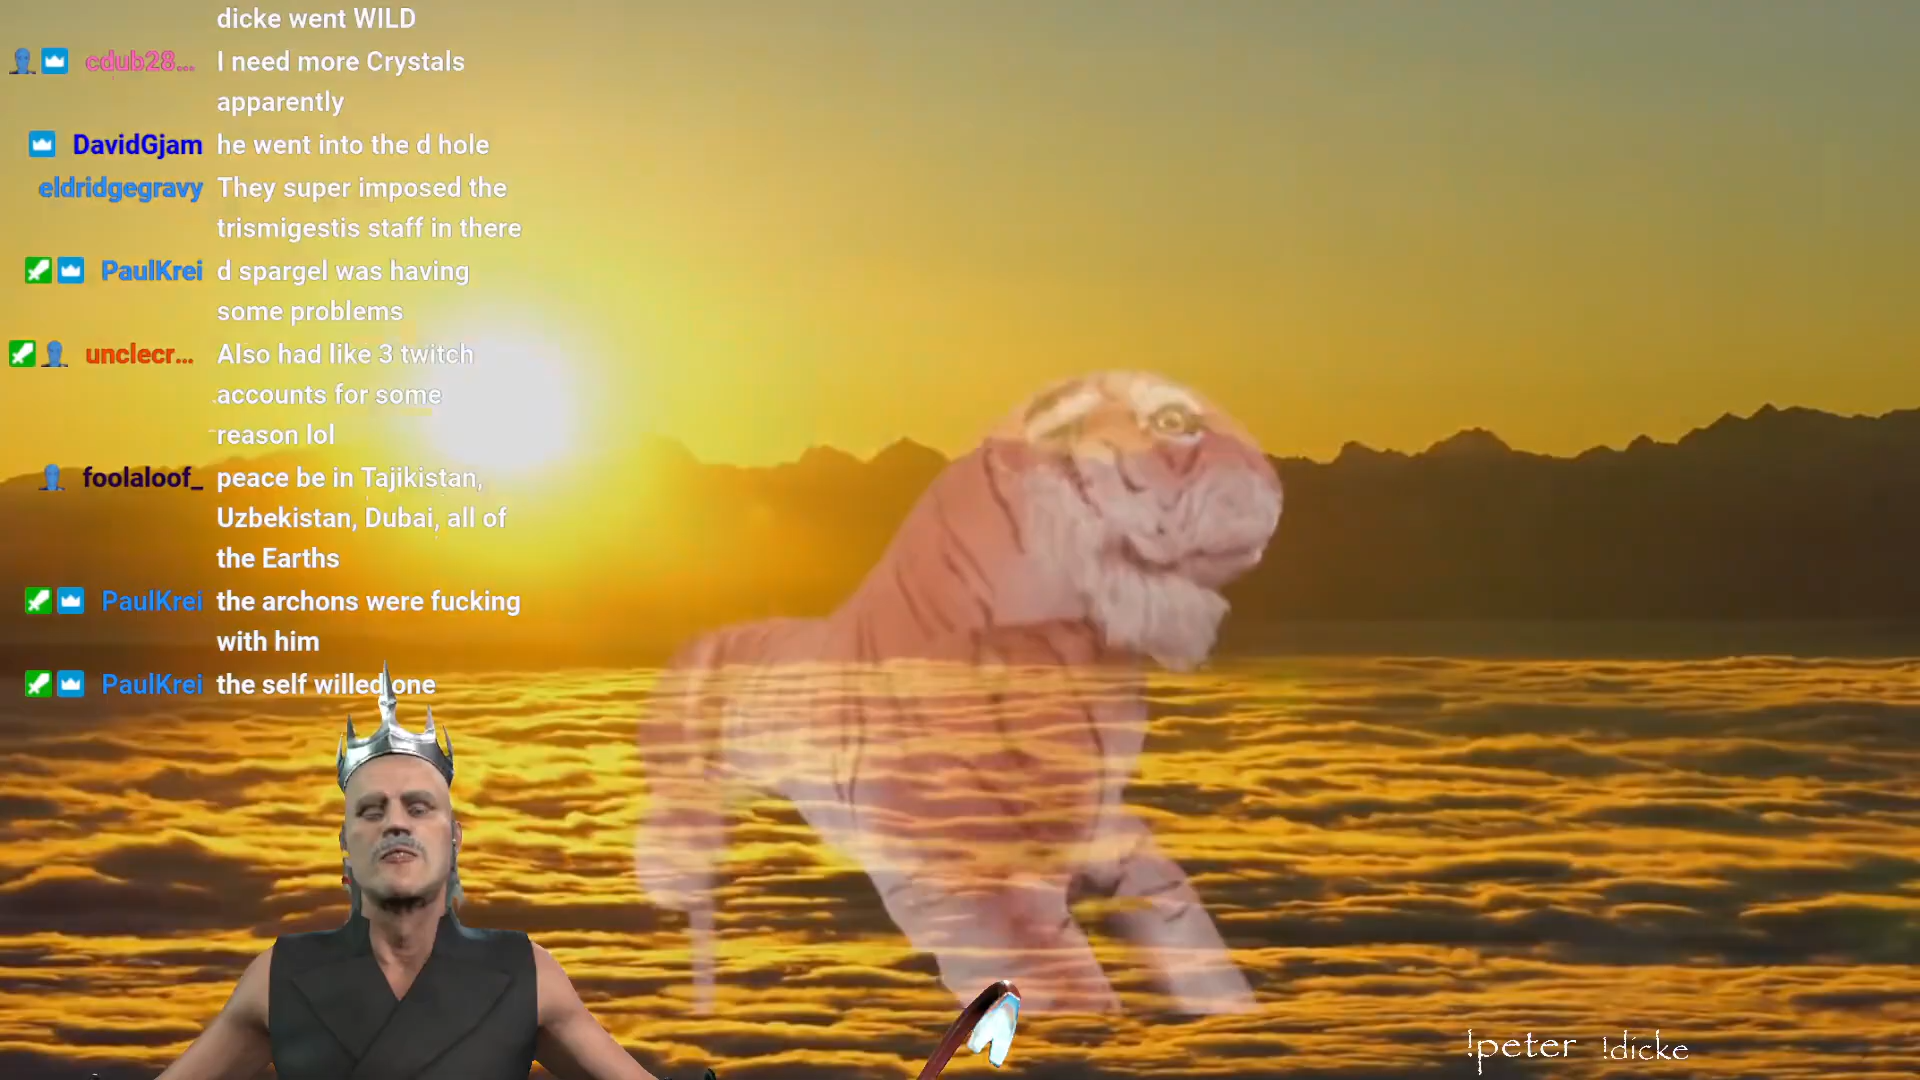 dicke went WILD
cdub28... I need more Crystals
apparently
DavidGjam he went into the d hole
eldridgegravy They super imposed the
trismigestis staff in there
PaulKrei d spargel was having
some problems
unclecr... Also had like 3 twitch
accounts for some
reason lol
foolaloof_ peace be in Tajikistan,
Uzbekistan, Dubai, all of
the Earths
PaulKrei the archons were fucking
with him
PaulKrei the self willed one
!peter !dicke